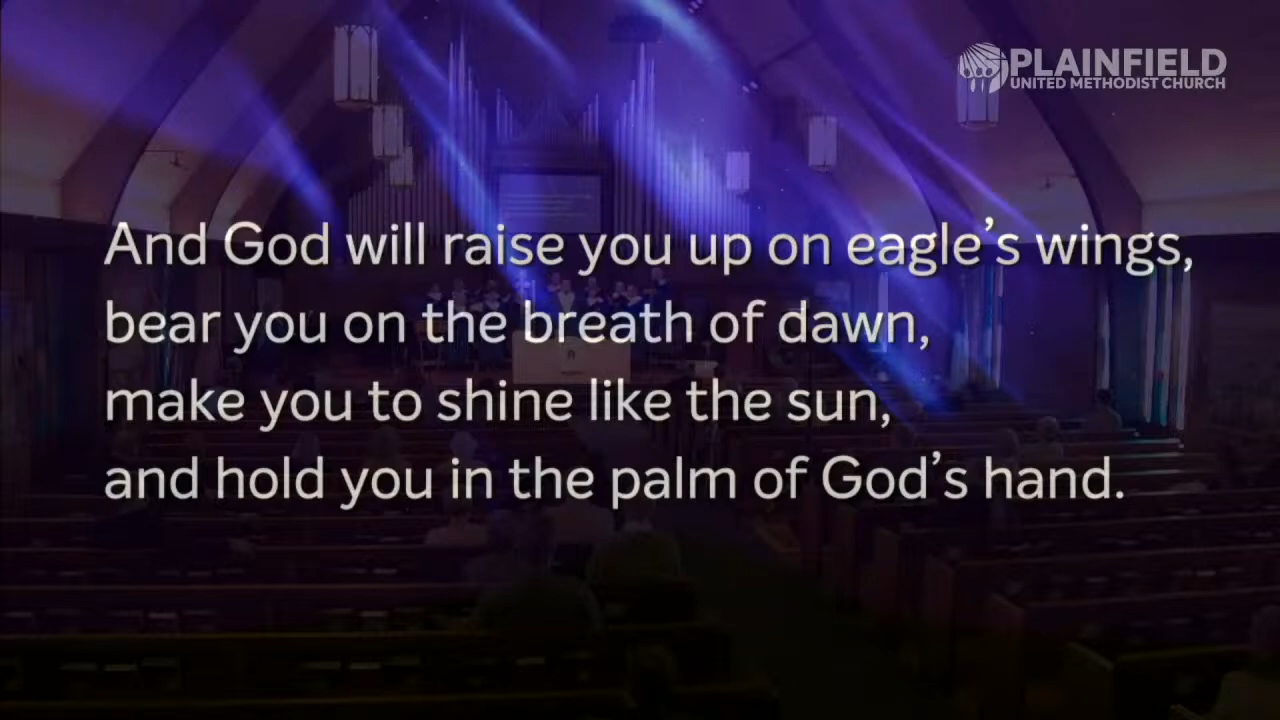 PLAINFIELD
UNITED METHODIST CHURCH
And God will raise you up on eagle’s wings,
bear you on the breath of dawn,
make you to shine like the sun,
and hold you in the palm of God’s hand.